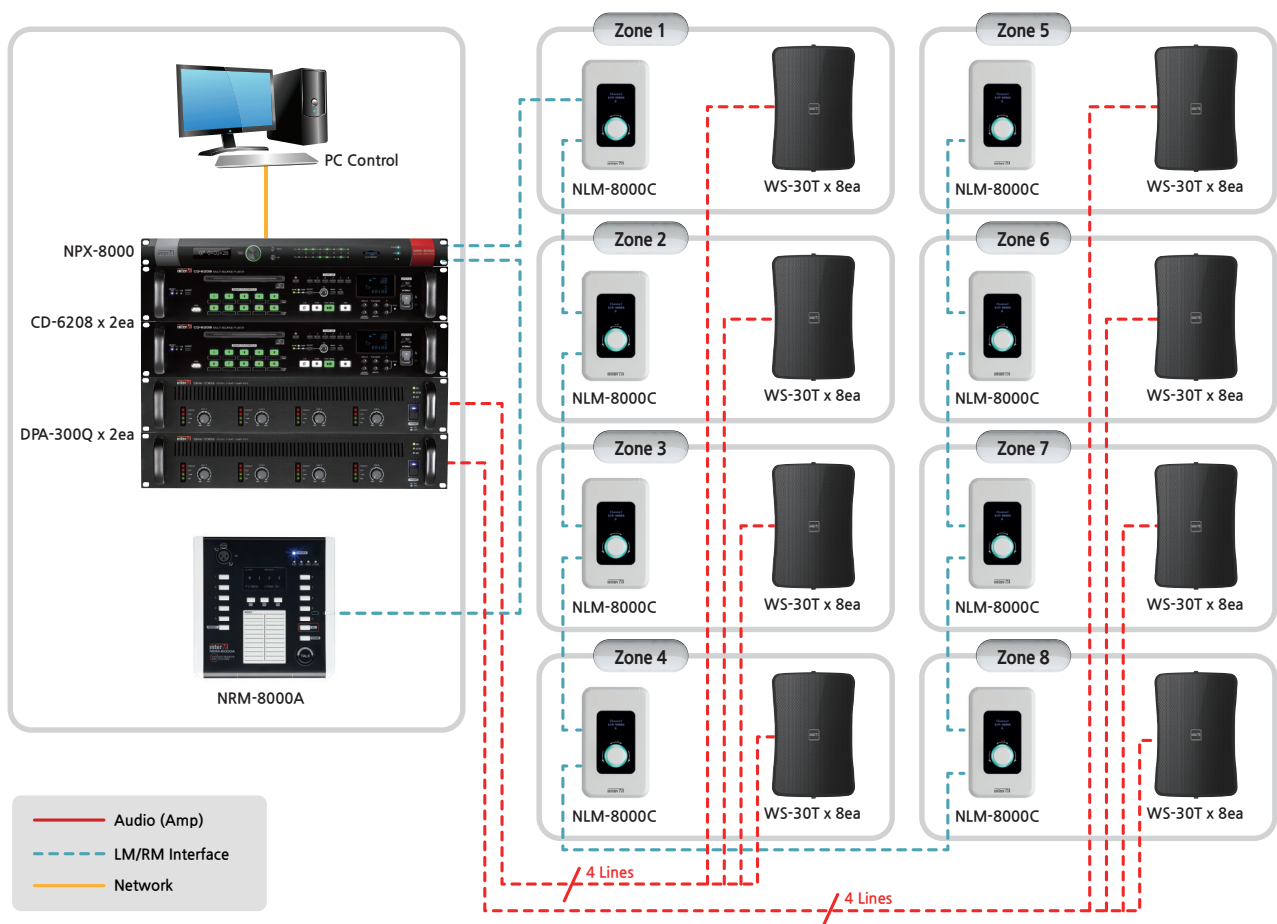 PC Control
NPX-8000
CD-6208 x 2ea
DPA-300Q x 2ea
NRM-8000A
Audio (Amp)
LM/RM Interface
Network
Zone 1
NLM-8000C
WS-30T x 8ea
Zone 2
NLM-8000C
WS-30T x 8ea
Zone 3
NLM-8000C
WS-30T x 8ea
Zone 4
NLM-8000C
WS-30T x 8ea
Zone 5
NLM-8000C
WS-30T x 8ea
Zone 6
NLM-8000C
WS-30T x 8ea
Zone 7
NLM-8000C
WS-30T x 8ea
Zone 8
NLM-8000C
WS-30T x 8ea
4 Lines
4 Lines